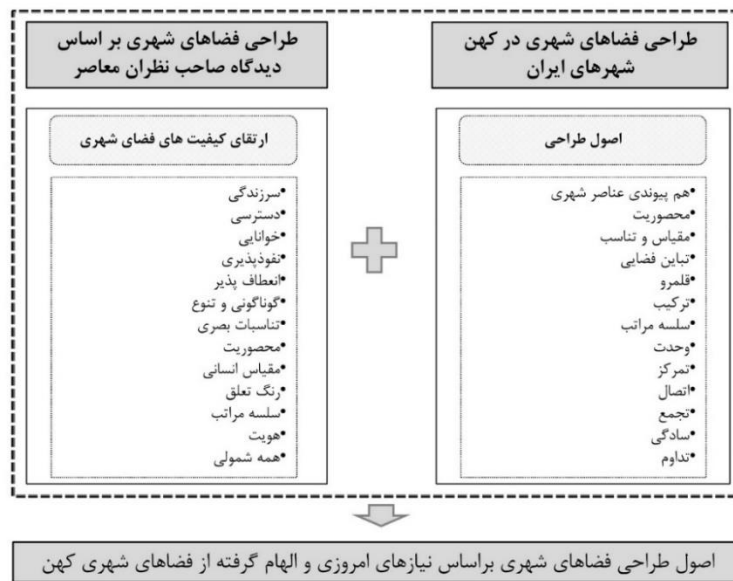 طراحی فضاهای شهری در کهن
شهرهای ایران
اصول طراحی
•هم پیوندی عناصر شهری
•محصوریت
•مقیاس و تناسب
•تباین فضایی
•قلمرو
•ترکیب
•سلسه مراتب
•وحدت
•تمرکز
•اتصال
•تجمع
•سادگی
•تداوم
طراحی فضاهای شهری بر اساس
دیدگاه صاحب نظران معاصر
ارتقای کیفیت های فضای شهری
•سرزندگی
•دسترسی
•خوانایی
•نفوذپذیری
•انعطاف پذیر
•گوناگونی و تنوع
•تناسبات بصری
•محصوریت
•مقیاس انسانی
•رنگ تعلق
•سلسه مراتب
•هویت
•همه شمولی
اصول طراحی فضاهای شهری براساس نیازهای امروزی و الهام گرفته از فضاهای شهری کهن